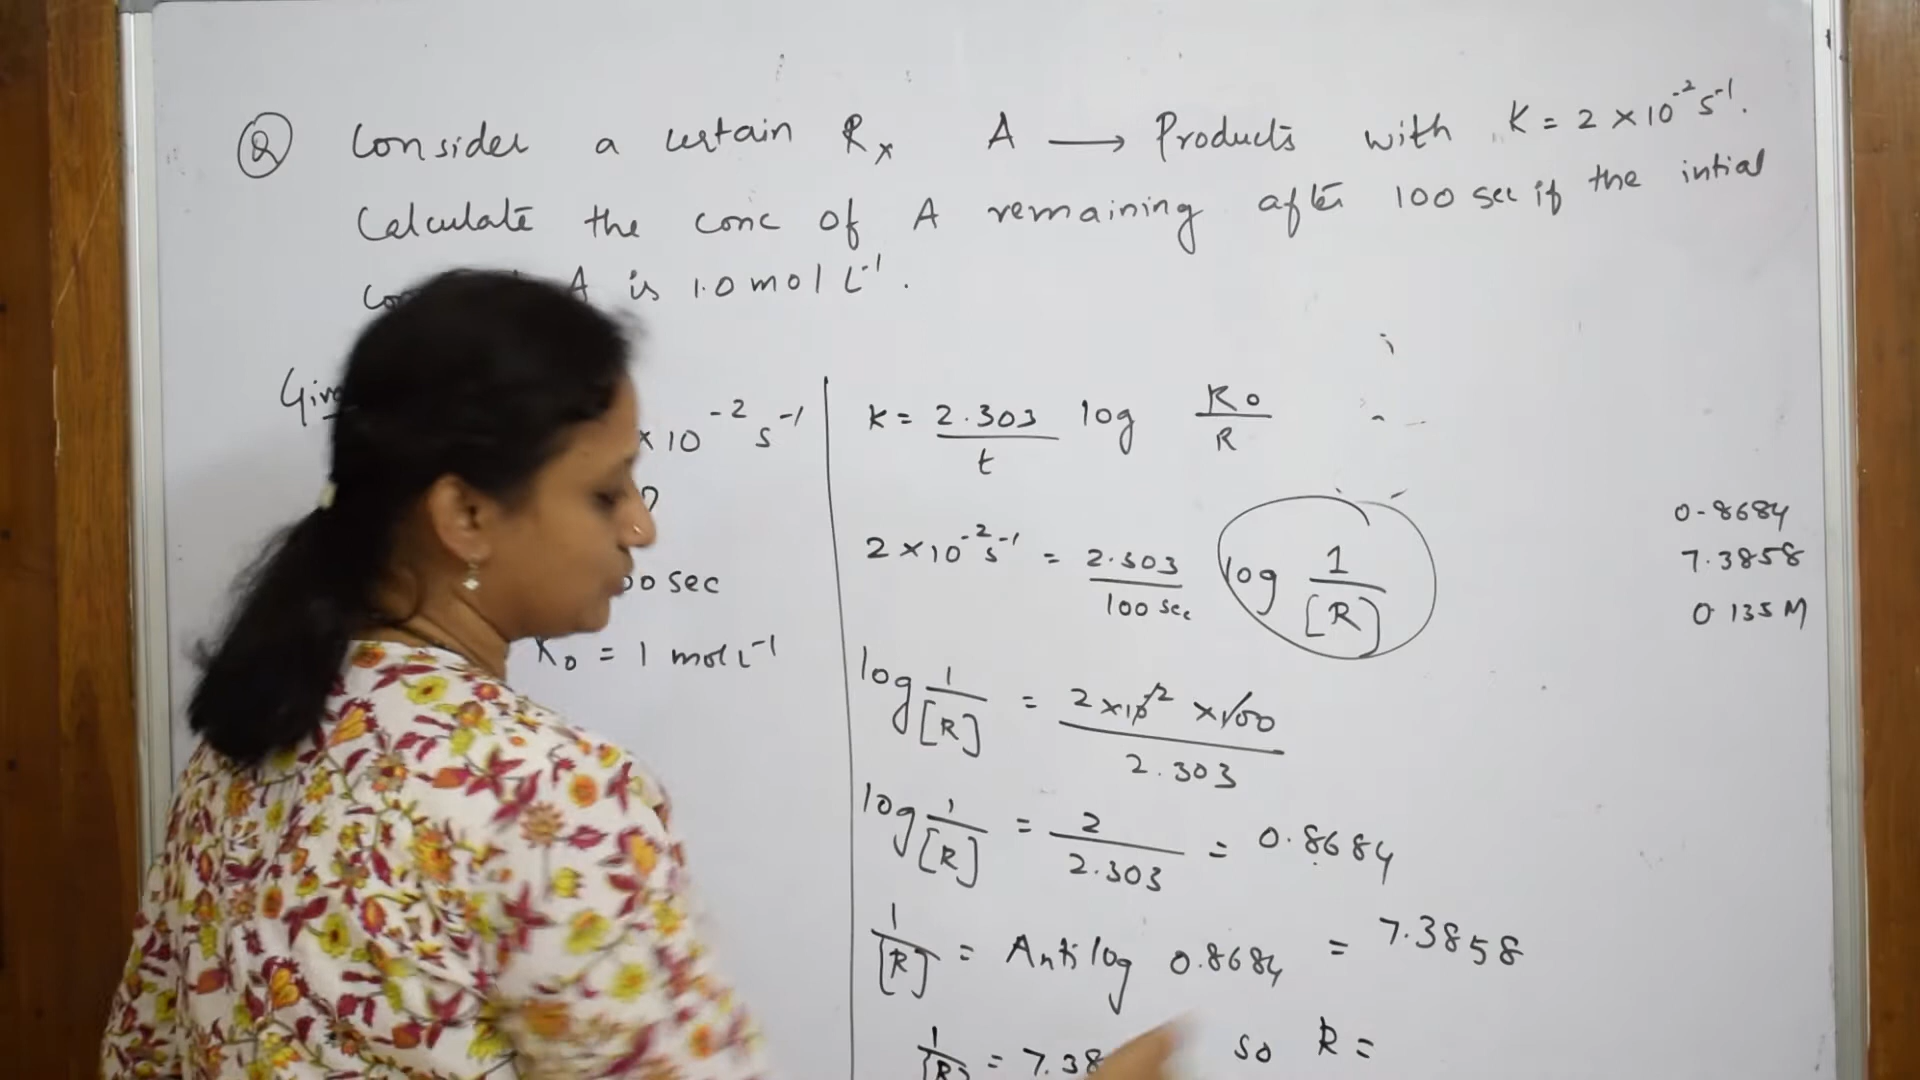 Q Consider a certain Rx A ⟶ Products with K = 2 × 10⁻² s⁻¹.
Calculate the conc of A remaining after 100 sec if the intial
A is 1.0 mol L⁻¹.
× 10⁻² s⁻¹
sec
R₀ = 1 mol L⁻¹
K = 2.303/t log R₀/R
2 × 10⁻² s⁻¹ = 2.303/100 sec log 1/[R]
log 1/[R] = 2 × 10⁻² × 100/2.303
log 1/[R] = 2/2.303 = 0.8684
1/[R] = Antilog 0.8684 = 7.3858
1/[R] = 7.38 so R =
0.8684
7.3858
0.135 M